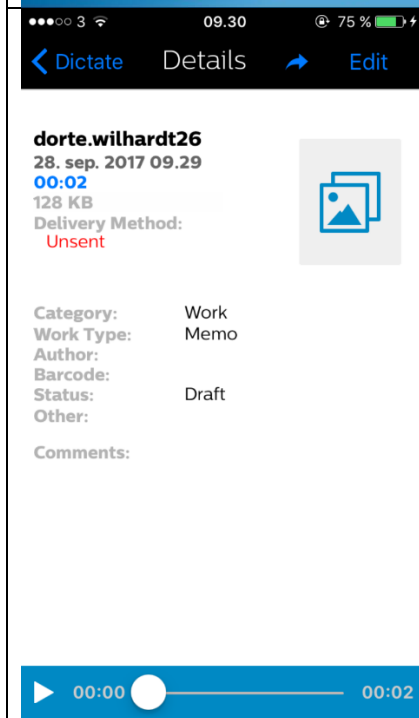 3 09.30 75 %
Dictate Details Edit
dorte.wilhardt26
28. sep. 2017 09.29
00:02
128 KB
Delivery Method:
Unsent
Category: Work
Work Type: Memo
Author:
Barcode:
Status: Draft
Other:
Comments:
00:00 00:02